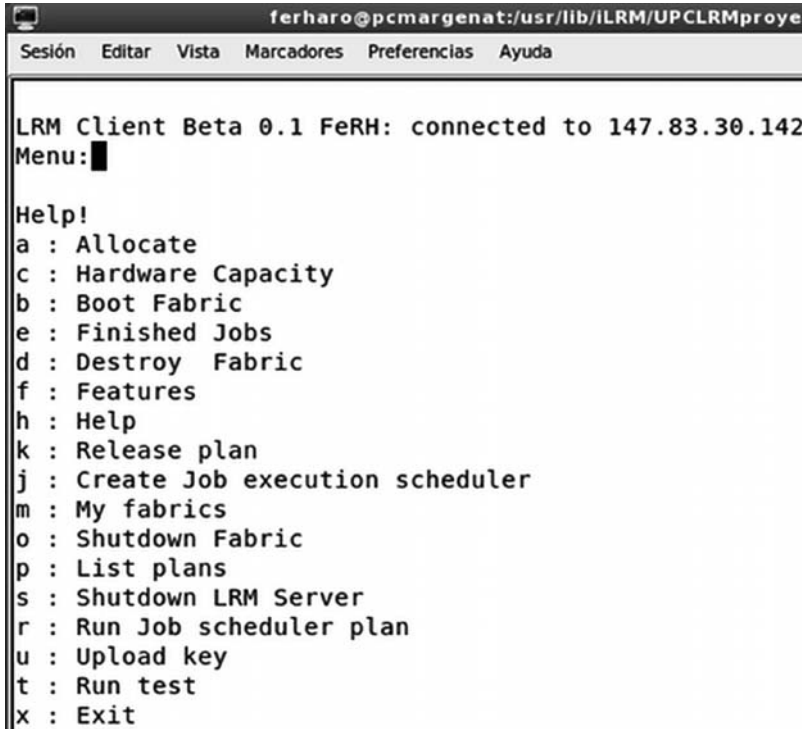 ferharo@pcmargenat:/usr/lib/iLRM/UPCLRMproye
Sesión Editar Vista Marcadores Preferencias Ayuda
LRM Client Beta 0.1 FeRH: connected to 147.83.30.142
Menu:
Help!
a : Allocate
c : Hardware Capacity
b : Boot Fabric
e : Finished Jobs
d : Destroy  Fabric
f : Features
h : Help
k : Release plan
j : Create Job execution scheduler
m : My fabrics
o : Shutdown Fabric
p : List plans
s : Shutdown LRM Server
r : Run Job scheduler plan
u : Upload key
t : Run test
x : Exit